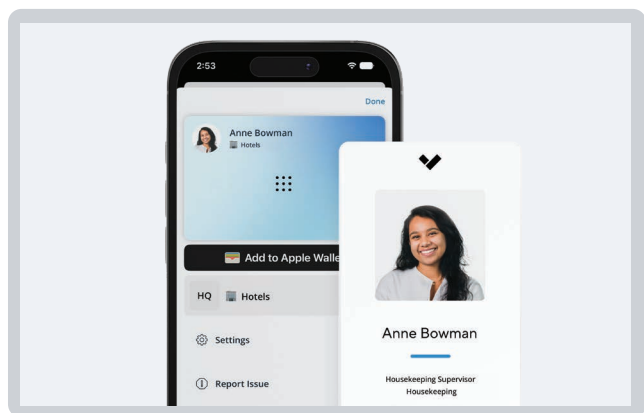 2:53
Done
Anne Bowman
Hotels
Add to Apple Walle
HQ Hotels
Settings
Report Issue
Anne Bowman
Housekeeping Supervisor
Housekeeping